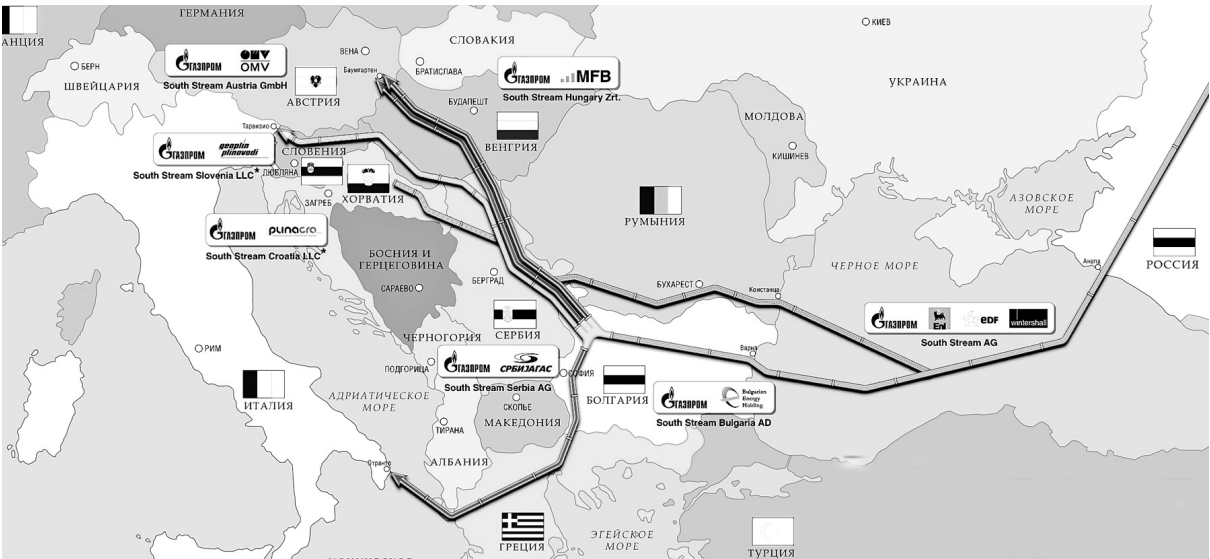 ГЕРМАНИЯ
АНЦИЯ
КИЕВ
СЛОВАКИЯ
ВЕНА
БЕРН
ШВЕЙЦАРИЯ
ГАЗПРОМ
OMV
South Stream Austria GmbH
АВСТРИЯ
Баумгартен
БРАТИСЛАВА
ГАЗПРОМ
MFB
South Stream Hungary Zrt.
УКРАИНА
БУДАПЕШТ
ВЕНГРИЯ
МОЛДОВА
КИШИНЕВ
Тарвизио
ГАЗПРОМ
geoplin
plinovodi
South Stream Slovenia LLC*
СЛОВЕНИЯ
ЛЮБЛЯНА
ЗАГРЕБ
ХОРВАТИЯ
РУМЫНИЯ
АЗОВСКОЕ
МОРЕ
ГАЗПРОМ
PLINACRO
South Stream Croatia LLC*
БОСНИЯ И
ГЕРЦЕГОВИНА
САРАЕВО
БЕРГРАД
БУХАРЕСТ
Констанца
ЧЕРНОЕ МОРЕ
Анапа
РОССИЯ
ГАЗПРОМ
Eni
eDF
wintershall
South Stream AG
СЕРБИЯ
ЧЕРНОГОРИЯ
РИМ
ПОДГОРИЦА
ГАЗПРОМ
СРБИЈАГАС
South Stream Serbia AG
СОФИЯ
Варна
БОЛГАРИЯ
ГАЗПРОМ
Bulgarian
Energy
Holding
South Stream Bulgaria AD
ИТАЛИЯ
АДРИАТИЧЕСКОЕ
МОРЕ
СКОПЬЕ
МАКЕДОНИЯ
ТИРАНА
АЛБАНИЯ
Отранто
ГРЕЦИЯ
ЭГЕЙСКОЕ
МОРЕ
ТУРЦИЯ